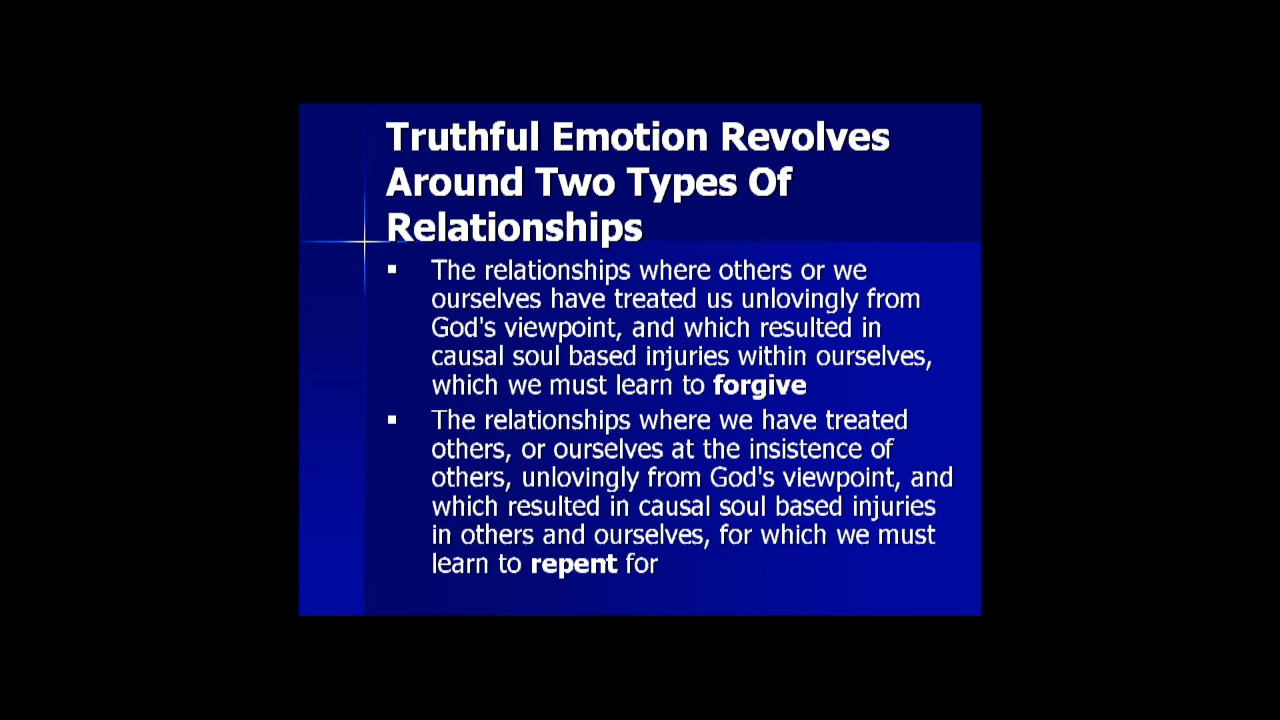 Truthful Emotion Revolves
Around Two Types Of
Relationships
▪ The relationships where others or we
ourselves have treated us unlovingly from
God's viewpoint, and which resulted in
causal soul based injuries within ourselves,
which we must learn to forgive
▪ The relationships where we have treated
others, or ourselves at the insistence of
others, unlovingly from God's viewpoint, and
which resulted in causal soul based injuries
in others and ourselves, for which we must
learn to repent for